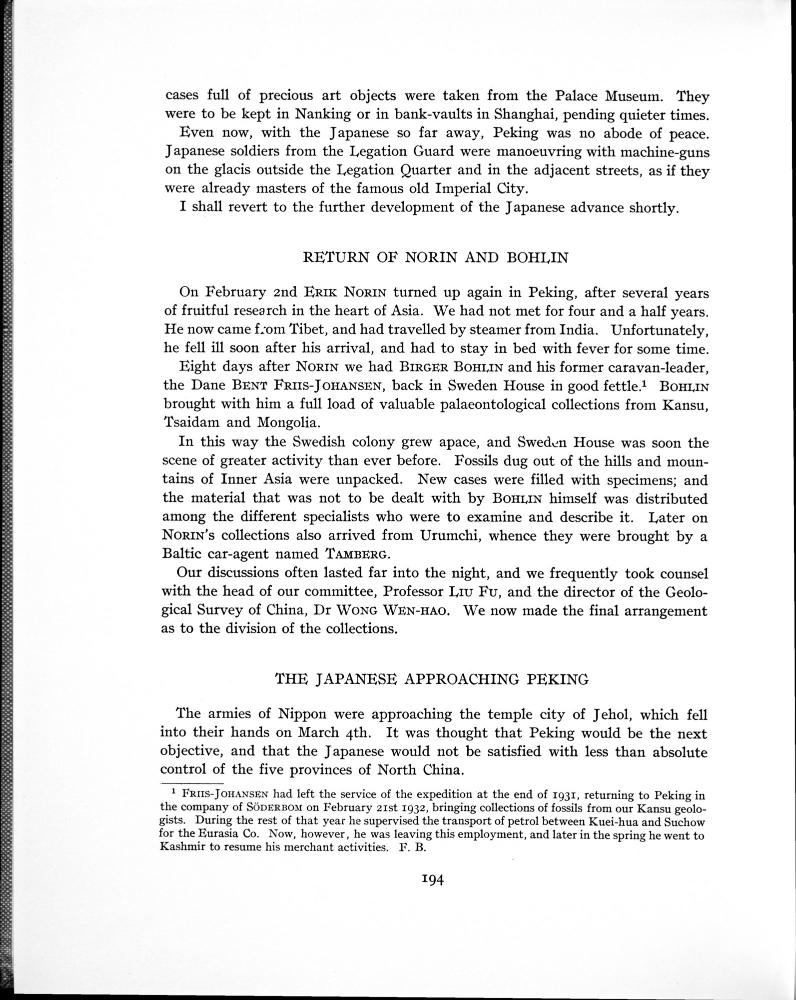 cases full of precious art objects were taken from the Palace Museum. They
were to be kept in Nanking or in bank-vaults in Shanghai, pending quieter times.
Even now, with the Japanese so far away, Peking was no abode of peace.
Japanese soldiers from the Legation Guard were manoeuvring with machine-guns
on the glacis outside the Legation Quarter and in the adjacent streets, as if they
were already masters of the famous old Imperial City.
I shall revert to the further development of the Japanese advance shortly.
RETURN OF NORIN AND BOHLIN
On February 2nd ERIK NORIN turned up again in Peking, after several years
of fruitful research in the heart of Asia. We had not met for four and a half years.
He now came from Tibet, and had travelled by steamer from India. Unfortunately,
he fell ill soon after his arrival, and had to stay in bed with fever for some time.
Eight days after NORIN we had BIRGER BOHLIN and his former caravan-leader,
the Dane BENT FRIIS-JOHANSEN, back in Sweden House in good fettle.¹ BOHLIN
brought with him a full load of valuable palaeontological collections from Kansu,
Tsaidam and Mongolia.
In this way the Swedish colony grew apace, and Sweden House was soon the
scene of greater activity than ever before. Fossils dug out of the hills and moun-
tains of Inner Asia were unpacked. New cases were filled with specimens; and
the material that was not to be dealt with by BOHLIN himself was distributed
among the different specialists who were to examine and describe it. Later on
NORIN's collections also arrived from Urumchi, whence they were brought by a
Baltic car-agent named TAMBERG.
Our discussions often lasted far into the night, and we frequently took counsel
with the head of our committee, Professor LIU FU, and the director of the Geolo-
gical Survey of China, Dr WONG WEN-HAO. We now made the final arrangement
as to the division of the collections.
THE JAPANESE APPROACHING PEKING
The armies of Nippon were approaching the temple city of Jehol, which fell
into their hands on March 4th. It was thought that Peking would be the next
objective, and that the Japanese would not be satisfied with less than absolute
control of the five provinces of North China.
¹ FRIIS-JOHANSEN had left the service of the expedition at the end of 1931, returning to Peking in
the company of SÖDERBOM on February 21st 1932, bringing collections of fossils from our Kansu geolo-
gists. During the rest of that year he supervised the transport of petrol between Kuei-hua and Suchow
for the Eurasia Co. Now, however, he was leaving this employment, and later in the spring he went to
Kashmir to resume his merchant activities. F. B.
194